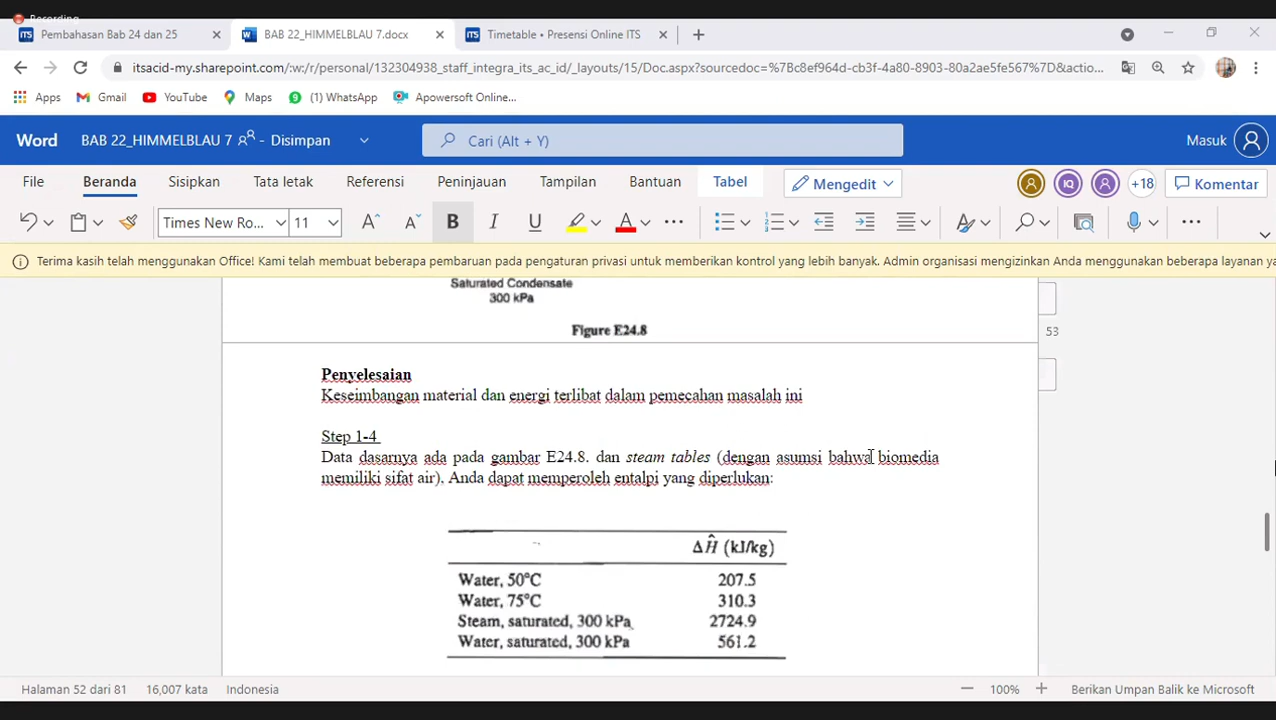 Recording
Pembahasan Bab 24 dan 25
BAB 22_HIMMELBLAU 7.docx
Timetable • Presensi Online ITS
itsacid-my.sharepoint.com/:w:/r/personal/132304938_staff_integra_its_ac_id/_layouts/15/Doc.aspx?sourcedoc=%7Bc8ef964d-cb3f-4a80-8903-80a2ae5fe567%7D&actio...
Apps Gmail YouTube Maps (1) WhatsApp Apowersoft Online...
Word BAB 22_HIMMELBLAU 7 - Disimpan Cari (Alt + Y) Masuk
File Beranda Sisipkan Tata letak Referensi Peninjauan Tampilan Bantuan Tabel Mengedit IQ +18 Komentar
Times New Ro... 11 B I U A
Terima kasih telah menggunakan Office! Kami telah membuat beberapa pembaruan pada pengaturan privasi untuk memberikan kontrol yang lebih banyak. Admin organisasi mengizinkan Anda menggunakan beberapa layanan ya
Saturated Condensate
300 kPa
Figure E24.8
53
Penyelesaian
Keseimbangan material dan energi terlibat dalam pemecahan masalah ini
Step 1-4
Data dasarnya ada pada gambar E24.8. dan steam tables (dengan asumsi bahwa biomedia
memiliki sifat air), Anda dapat memperoleh entalpi yang diperlukan:
ΔĤ (kJ/kg)
Water, 50°C 207.5
Water, 75°C 310.3
Steam, saturated, 300 kPa 2724.9
Water, saturated, 300 kPa 561.2
Halaman 52 dari 81 16,007 kata Indonesia 100% Berikan Umpan Balik ke Microsoft